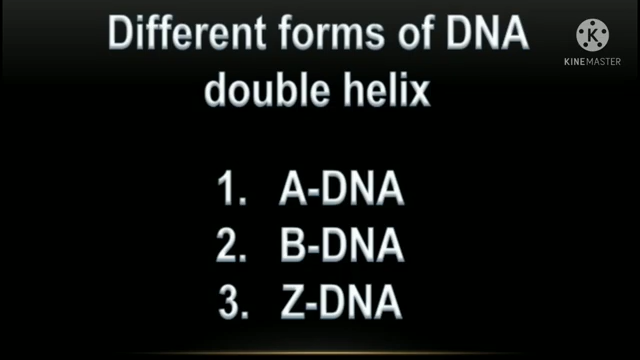 Different forms of DNA
double helix
1. A-DNA
2. B-DNA
3. Z-DNA
K
KINEMASTER